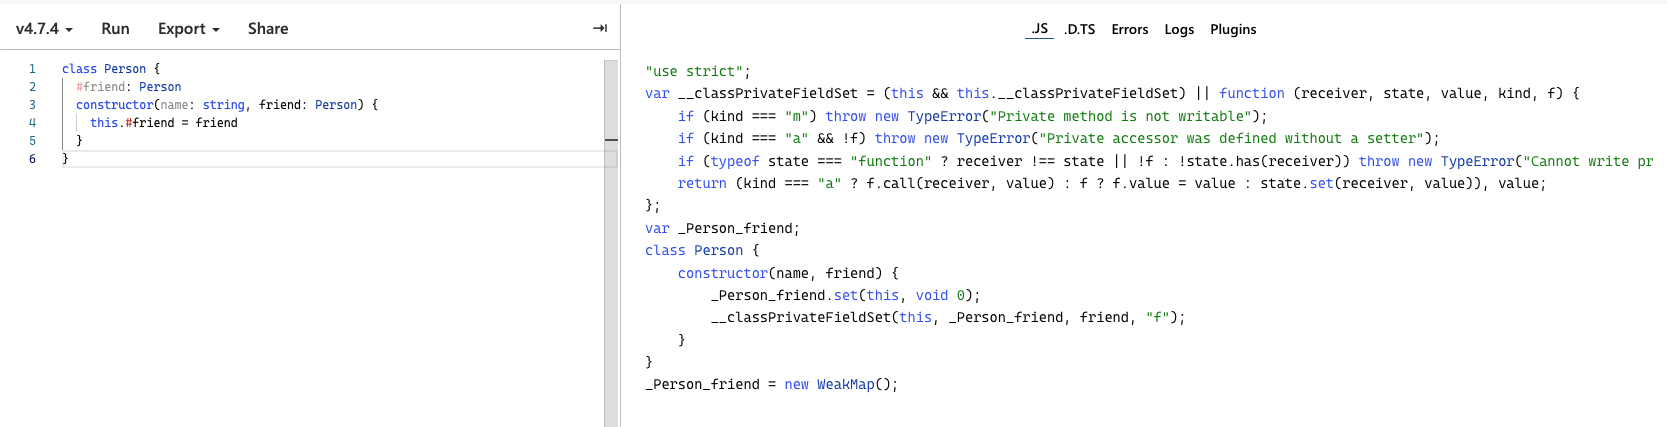 v4.7.4 Run Export Share
.JS .D.TS Errors Logs Plugins
1 class Person {
2 #friend: Person
3 constructor(name: string, friend: Person) {
4 this.#friend = friend
5 }
6 }
"use strict";
var __classPrivateFieldSet = (this && this.__classPrivateFieldSet) || function (receiver, state, value, kind, f) {
if (kind === "m") throw new TypeError("Private method is not writable");
if (kind === "a" && !f) throw new TypeError("Private accessor was defined without a setter");
if (typeof state === "function" ? receiver !== state || !f : !state.has(receiver)) throw new TypeError("Cannot write pr
return (kind === "a" ? f.call(receiver, value) : f ? f.value = value : state.set(receiver, value)), value;
};
var _Person_friend;
class Person {
constructor(name, friend) {
_Person_friend.set(this, void 0);
__classPrivateFieldSet(this, _Person_friend, friend, "f");
}
}
_Person_friend = new WeakMap();